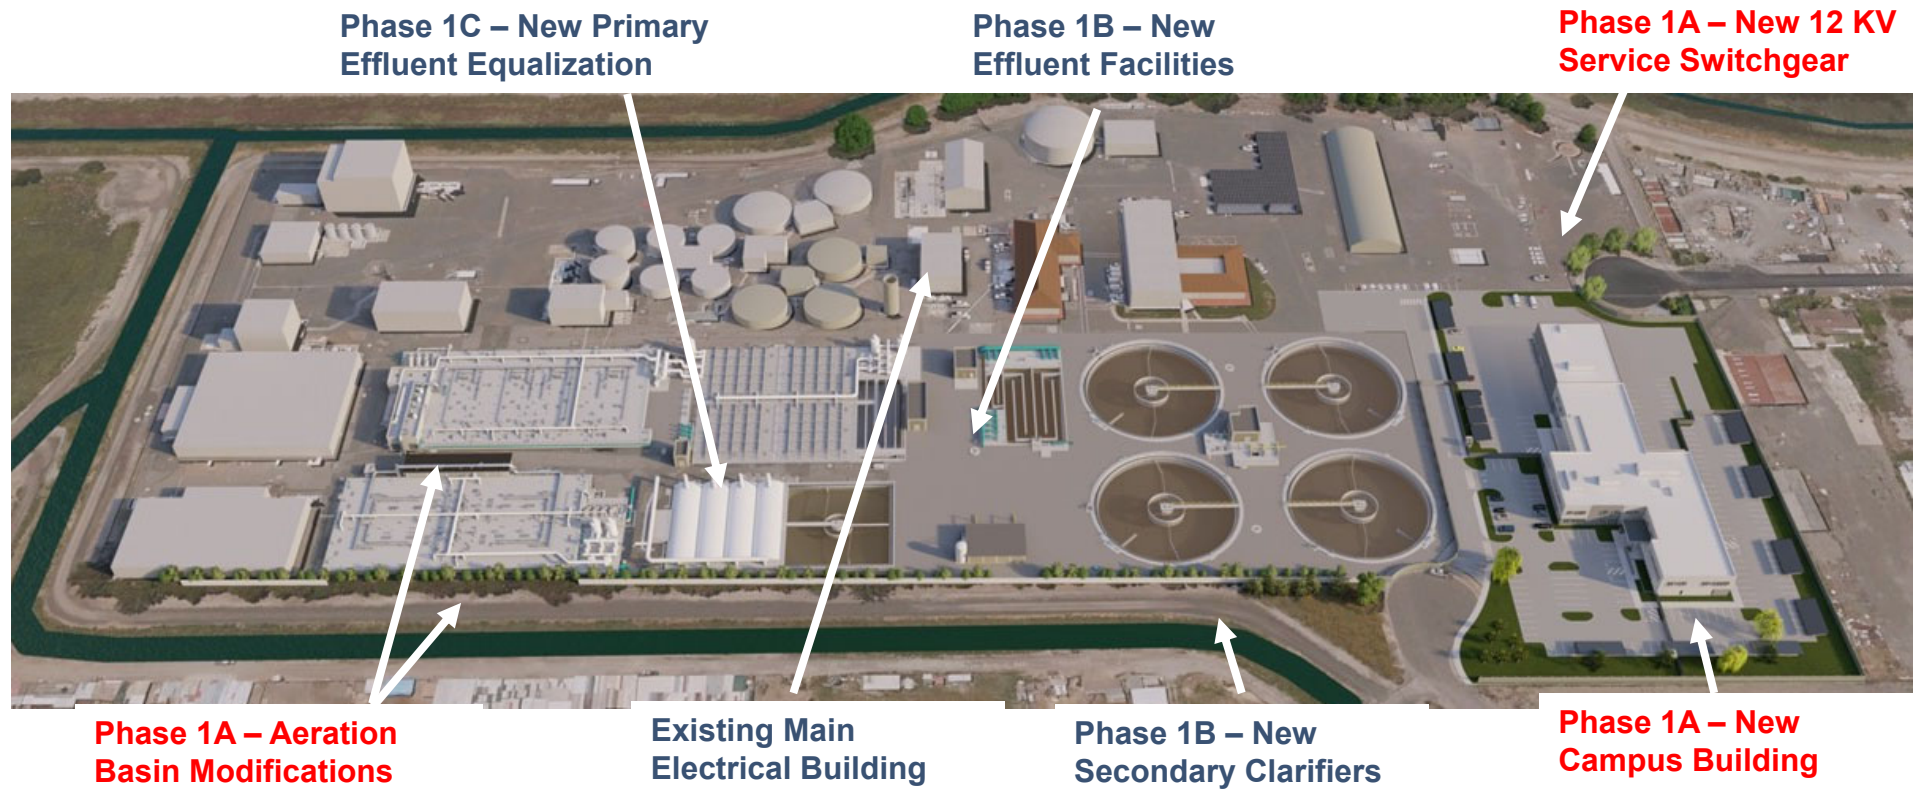 Phase 1C – New Primary
Effluent Equalization
Phase 1B – New
Effluent Facilities
Phase 1A – New 12 KV
Service Switchgear
Phase 1A – Aeration
Basin Modifications
Existing Main
Electrical Building
Phase 1B – New
Secondary Clarifiers
Phase 1A – New
Campus Building